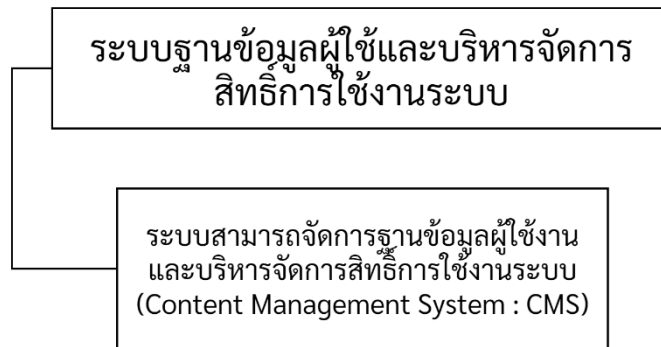 ระบบฐานข้อมูลผู้ใช้และบริหารจัดการ
สิทธิ์การใช้งานระบบ
ระบบสามารถจัดการฐานข้อมูลผู้ใช้งาน
และบริหารจัดการสิทธิ์การใช้งานระบบ
(Content Management System : CMS)